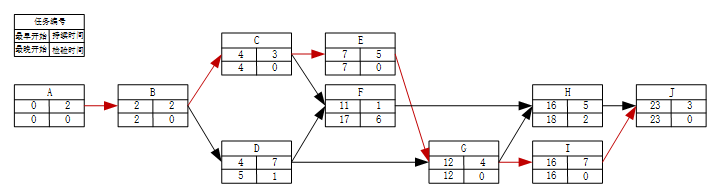 任务编号
最早开始 持续时间
最晚开始 检验时间
A
0 2
0 0
B
2 2
2 0
C
4 3
4 0
D
4 7
5 1
E
7 5
7 0
F
11 1
17 6
G
12 4
12 0
H
16 5
18 2
I
16 7
16 0
J
23 3
23 0